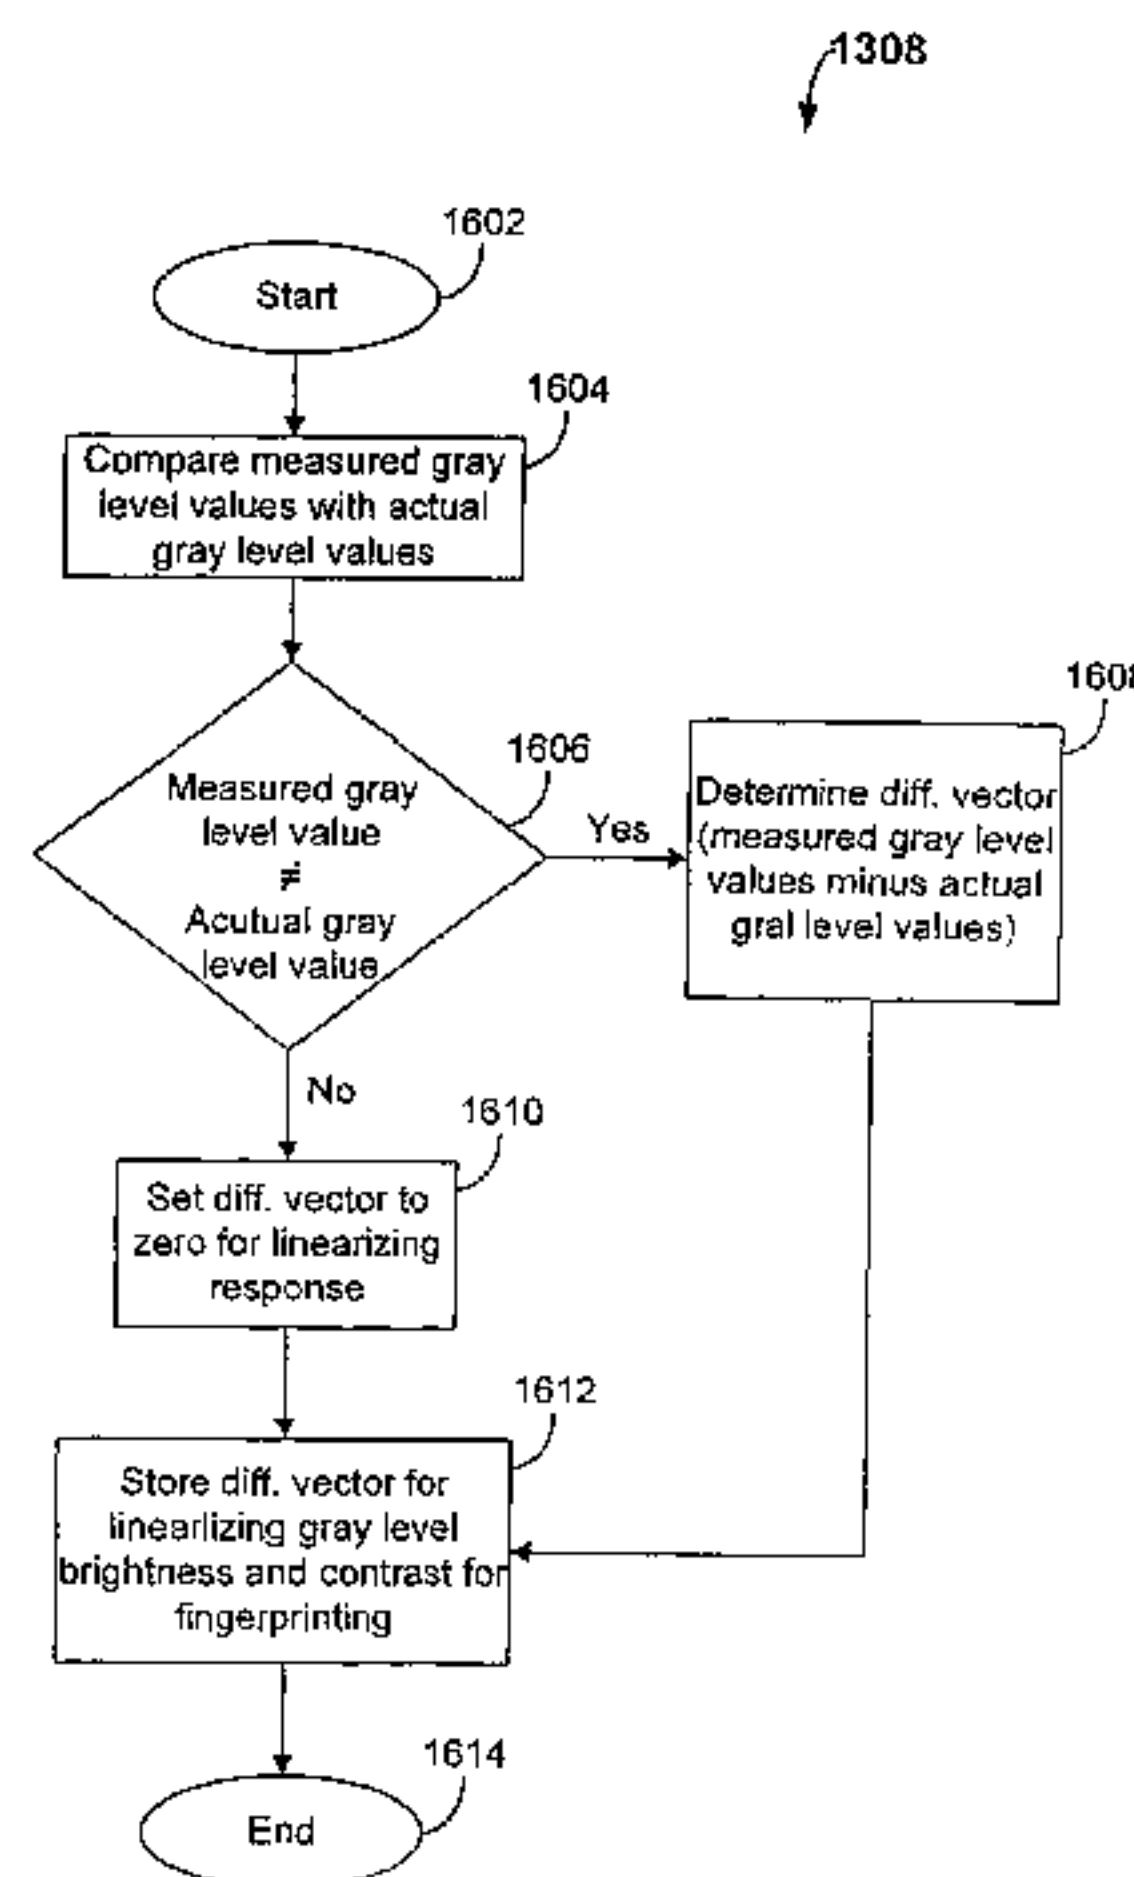 1308
1602
Start
1604
Compare measured gray
level values with actual
gray level values
1606
Measured gray
level value
≠
Acutual gray
level value
Yes
1608
Determine diff. vector
(measured gray level
values minus actual
gral level values)
No
1610
Set diff. vector to
zero for linearizing
response
1612
Store diff. vector for
linearlizing gray level
brightness and contrast for
fingerprinting
1614
End